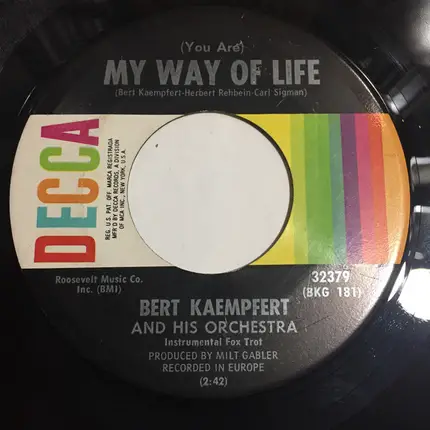 (You Are)
MY WAY OF LIFE
(Bert Kaempfert-Herbert Rehbein-Carl Sigman)
DECCA
REG. U.S. PAT. OFF. MARCA REGISTRADA
MF'R BY DECCA RECORDS, A DIVISION
OF MCA INC., NEW YORK, U.S.A.
Roosevelt Music Co.
Inc. (BMI)
32379
(BKG 181)
BERT KAEMPFERT
AND HIS ORCHESTRA
Instrumental Fox Trot
PRODUCED BY MILT GABLER
RECORDED IN EUROPE
(2:42)